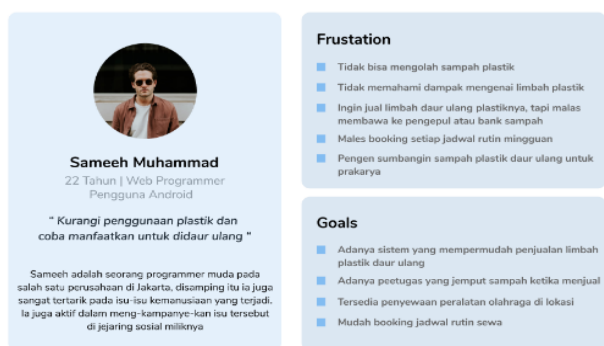 Sameeh Muhammad
22 Tahun | Web Programmer
Pengguna Android
“ Kurangi penggunaan plastik dan
coba manfaatkan untuk didaur ulang ”
Sameeh adalah seorang programmer muda pada
salah satu perusahaan di Jakarta, disamping itu ia juga
sangat tertarik pada isu-isu kemanusiaan yang terjadi.
Ia juga aktif dalam meng-kampanye-kan isu tersebut
di jejaring sosial miliknya
Frustation
Tidak bisa mengolah sampah plastik
Tidak memahami dampak mengenai limbah plastik
Ingin jual limbah daur ulang plastiknya, tapi malas
membawa ke pengepul atau bank sampah
Males booking setiap jadwal rutin mingguan
Pengen sumbangin sampah plastik daur ulang untuk
prakarya
Goals
Adanya sistem yang mempermudah penjualan limbah
plastik daur ulang
Adanya peetugas yang jemput sampah ketika menjual
Tersedia penyewaan peralatan olahraga di lokasi
Mudah booking jadwal rutin sewa